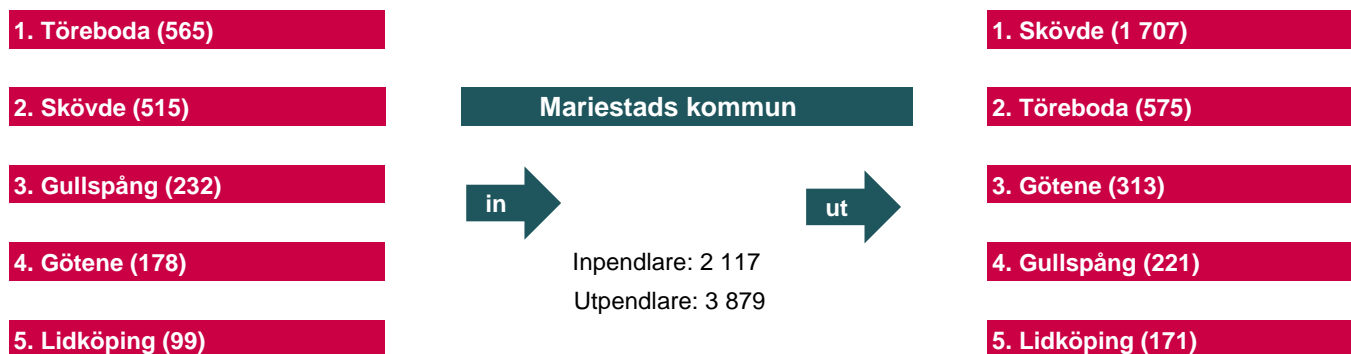 1. Töreboda (565)
2. Skövde (515)
3. Gullspång (232)
4. Götene (178)
5. Lidköping (99)
Mariestads kommun
in
ut
Inpendlare: 2 117
Utpendlare: 3 879
1. Skövde (1 707)
2. Töreboda (575)
3. Götene (313)
4. Gullspång (221)
5. Lidköping (171)